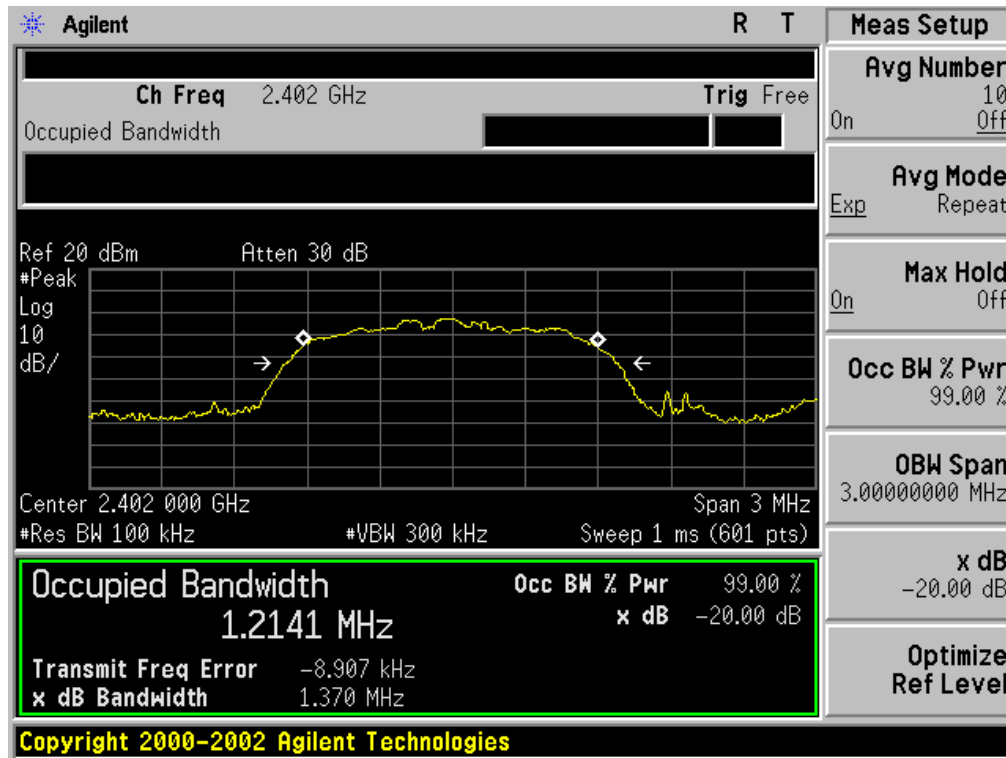 Agilent R T
Ch Freq 2.402 GHz Trig Free
Occupied Bandwidth
Ref 20 dBm Atten 30 dB
#Peak
Log
10
dB/
Center 2.402 000 GHz Span 3 MHz
#Res BW 100 kHz #VBW 300 kHz Sweep 1 ms (601 pts)
Occupied Bandwidth Occ BW % Pwr 99.00 %
1.2141 MHz x dB -20.00 dB
Transmit Freq Error -8.907 kHz
x dB Bandwidth 1.370 MHz
Copyright 2000-2002 Agilent Technologies
Meas Setup
Avg Number
10
On Off
Avg Mode
Exp Repeat
Max Hold
On Off
Occ BW % Pwr
99.00 %
OBW Span
3.00000000 MHz
x dB
-20.00 dB
Optimize
Ref Level